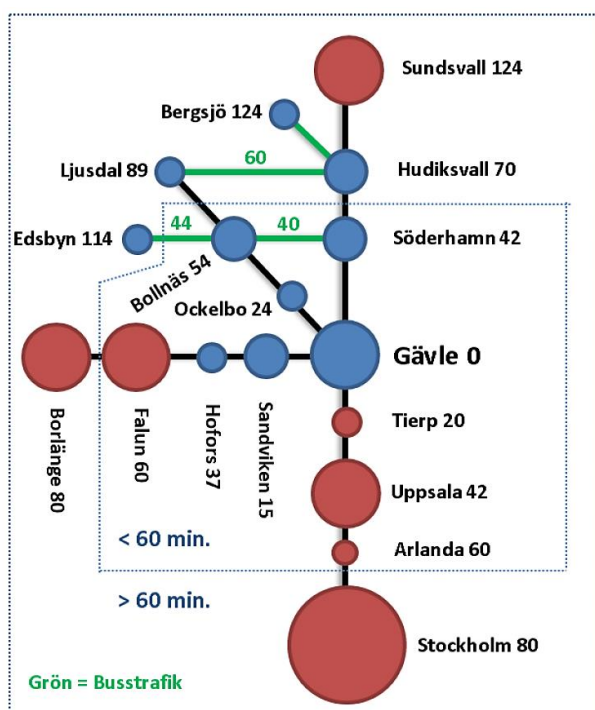 Sundsvall 124
Bergsjö 124
60
Ljusdal 89
Hudiksvall 70
44
40
Edsbyn 114
Söderhamn 42
Bollnäs 54
Ockelbo 24
Gävle 0
Borlänge 80
Falun 60
Hofors 37
Sandviken 15
Tierp 20
Uppsala 42
< 60 min.
Arlanda 60
> 60 min.
Stockholm 80
Grön = Busstrafik